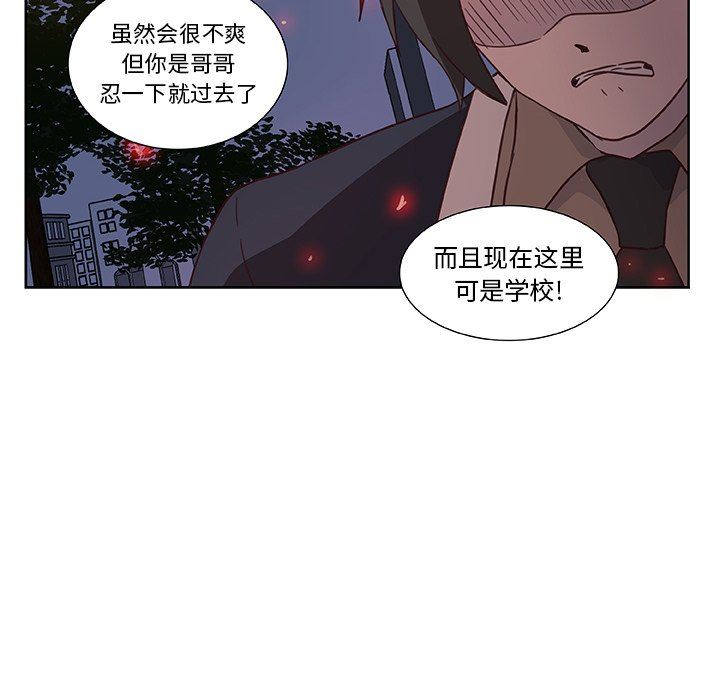 虽然会很不爽
但你是哥哥
忍一下就过去了
而且现在这里
可是学校!